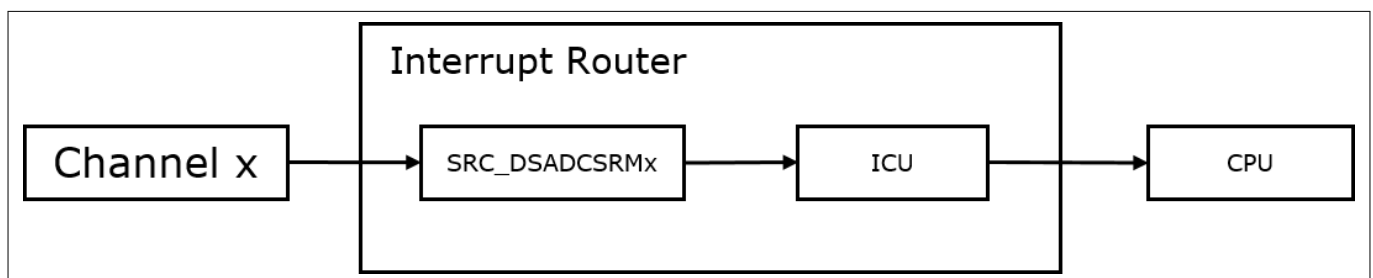 Interrupt Router
Channel x
SRC_DSADCSRMx
ICU
CPU